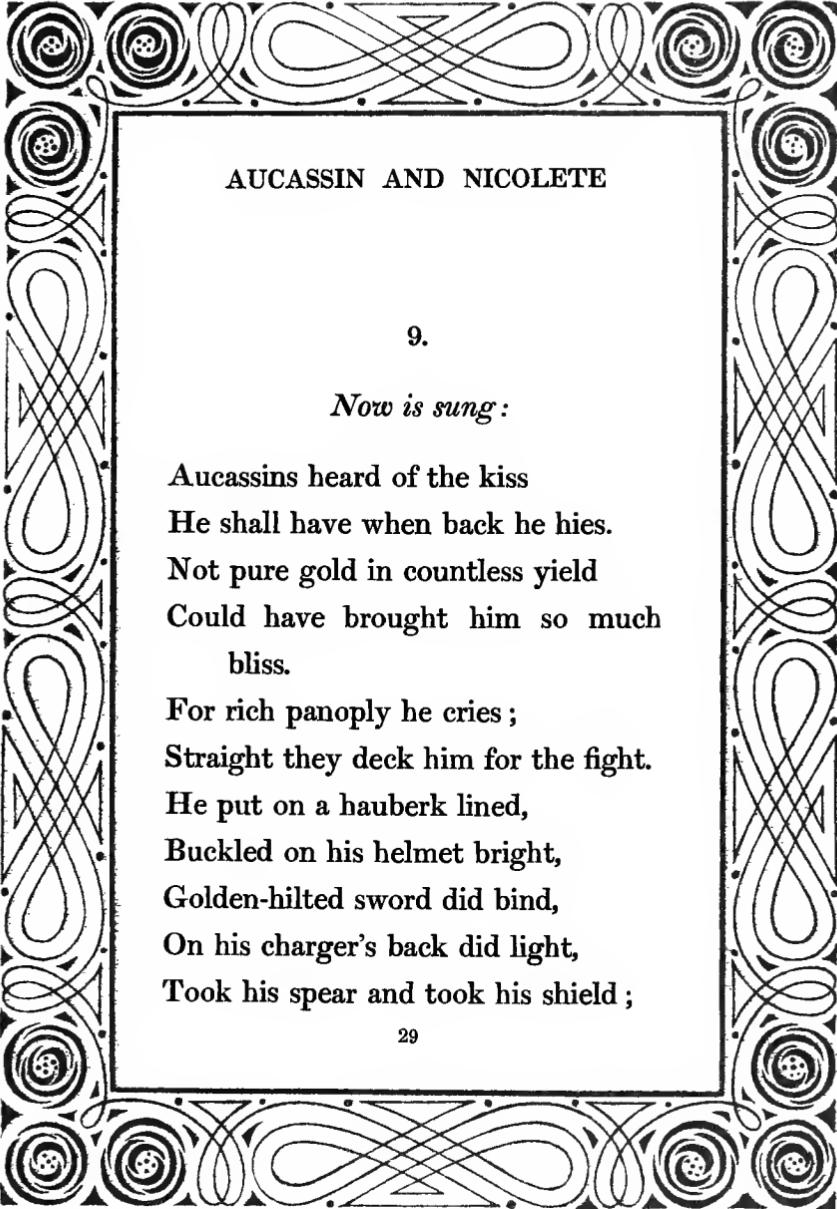 AUCASSIN AND NICOLETE
9.
Now is sung:
Aucassins heard of the kiss
He shall have when back he hies.
Not pure gold in countless yield
Could have brought him so much
bliss.
For rich panoply he cries;
Straight they deck him for the fight.
He put on a hauberk lined,
Buckled on his helmet bright,
Golden-hilted sword did bind,
On his charger's back did light,
Took his spear and took his shield;
29